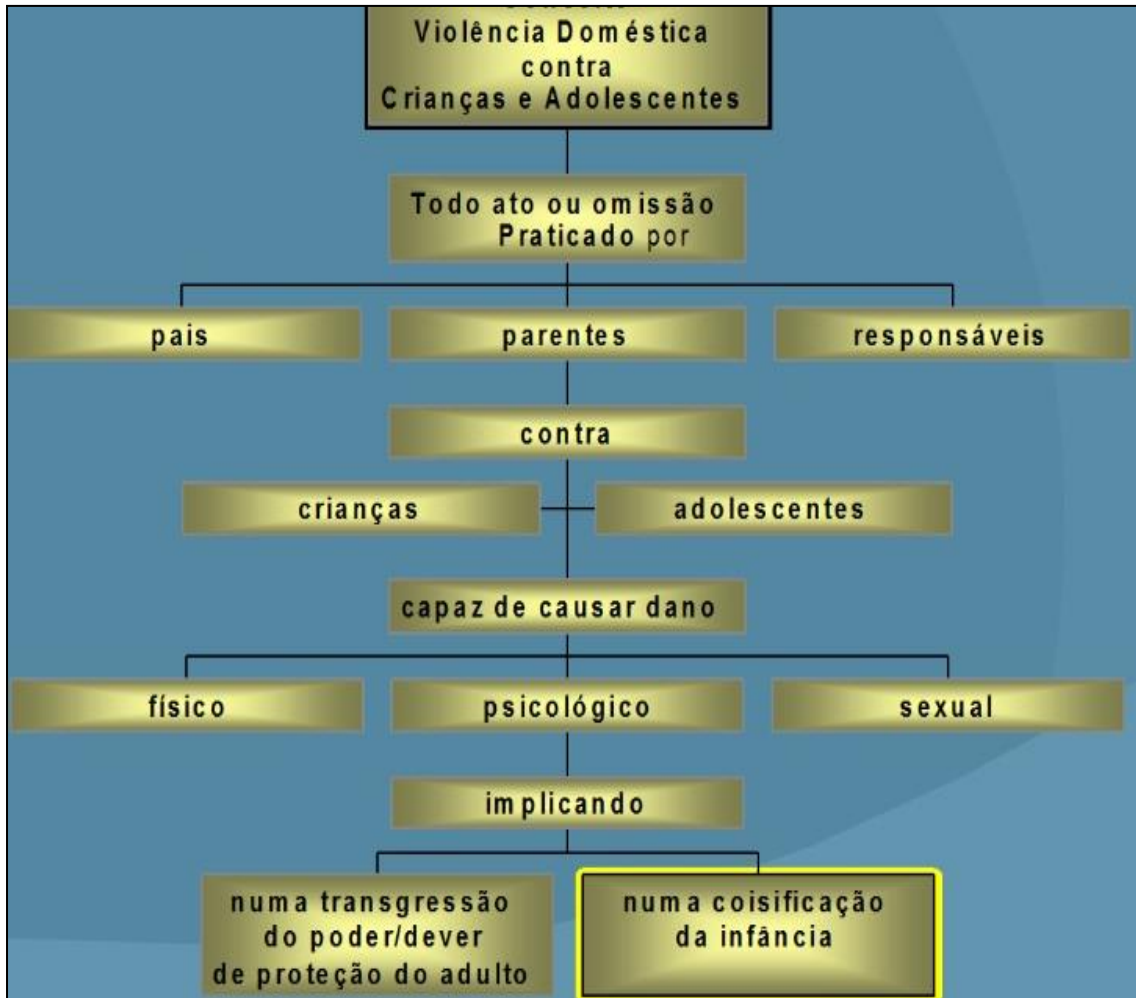 Violência Doméstica
contra
Crianças e Adolescentes
Todo ato ou omissão
Praticado por
pais
parentes
responsáveis
contra
crianças
adolescentes
capaz de causar dano
físico
psicológico
sexual
implicando
numa transgressão
do poder/dever
de proteção do adulto
numa coisificação
da infância